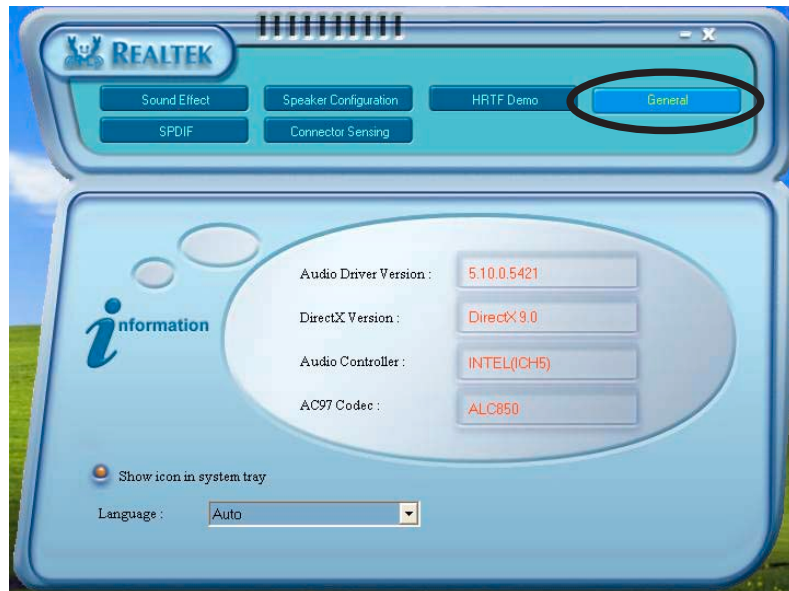 REALTEK
- X
Sound Effect
Speaker Configuration
HRTF Demo
General
SPDIF
Connector Sensing
information
Audio Driver Version :
5.10.0.5421
DirectX Version :
DirectX 9.0
Audio Controller :
INTEL(ICH5)
AC97 Codec :
ALC850
Show icon in system tray
Language :
Auto